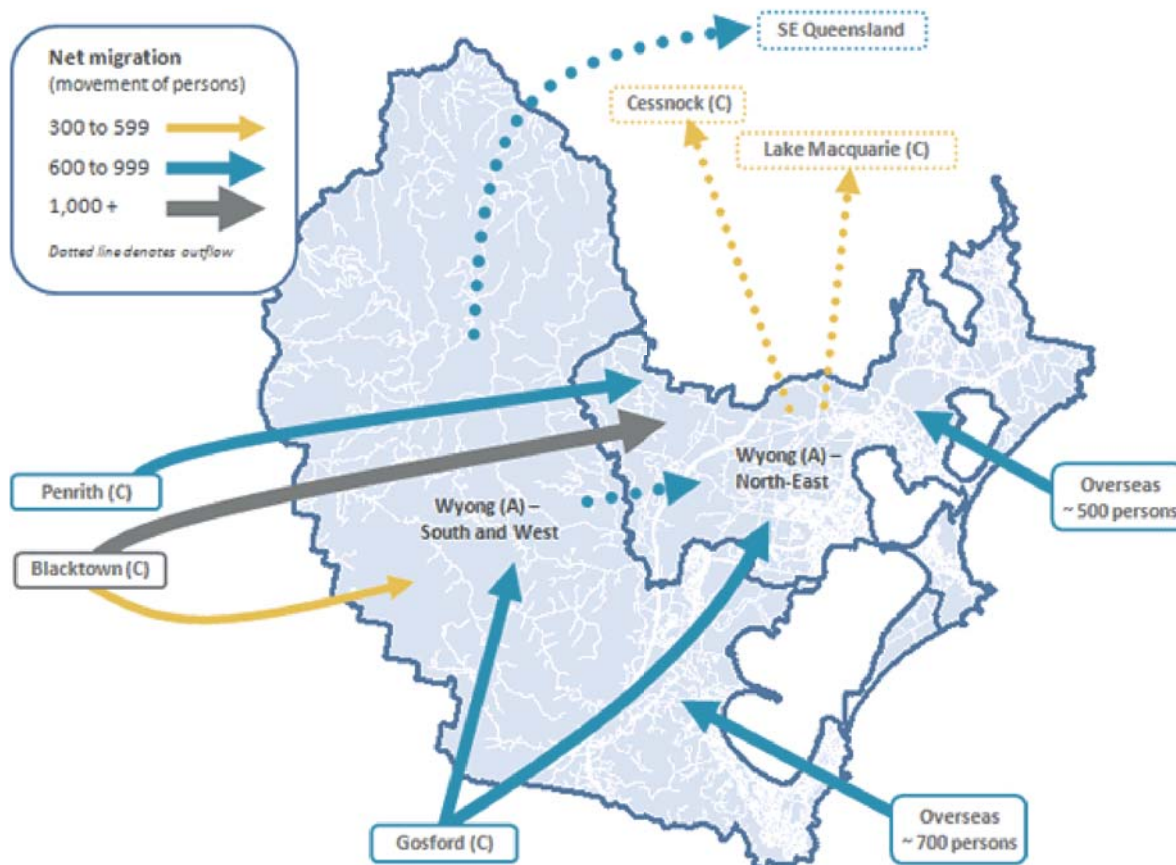 Net migration
(movement of persons)
300 to 599
600 to 999
1,000 +
Dotted line denotes outflow
SE Queensland
Cessnock (C)
Lake Macquarie (C)
Penrith (C)
Blacktown (C)
Wyong (A) –
South and West
Wyong (A) –
North-East
Overseas
~ 500 persons
Gosford (C)
Overseas
~ 700 persons